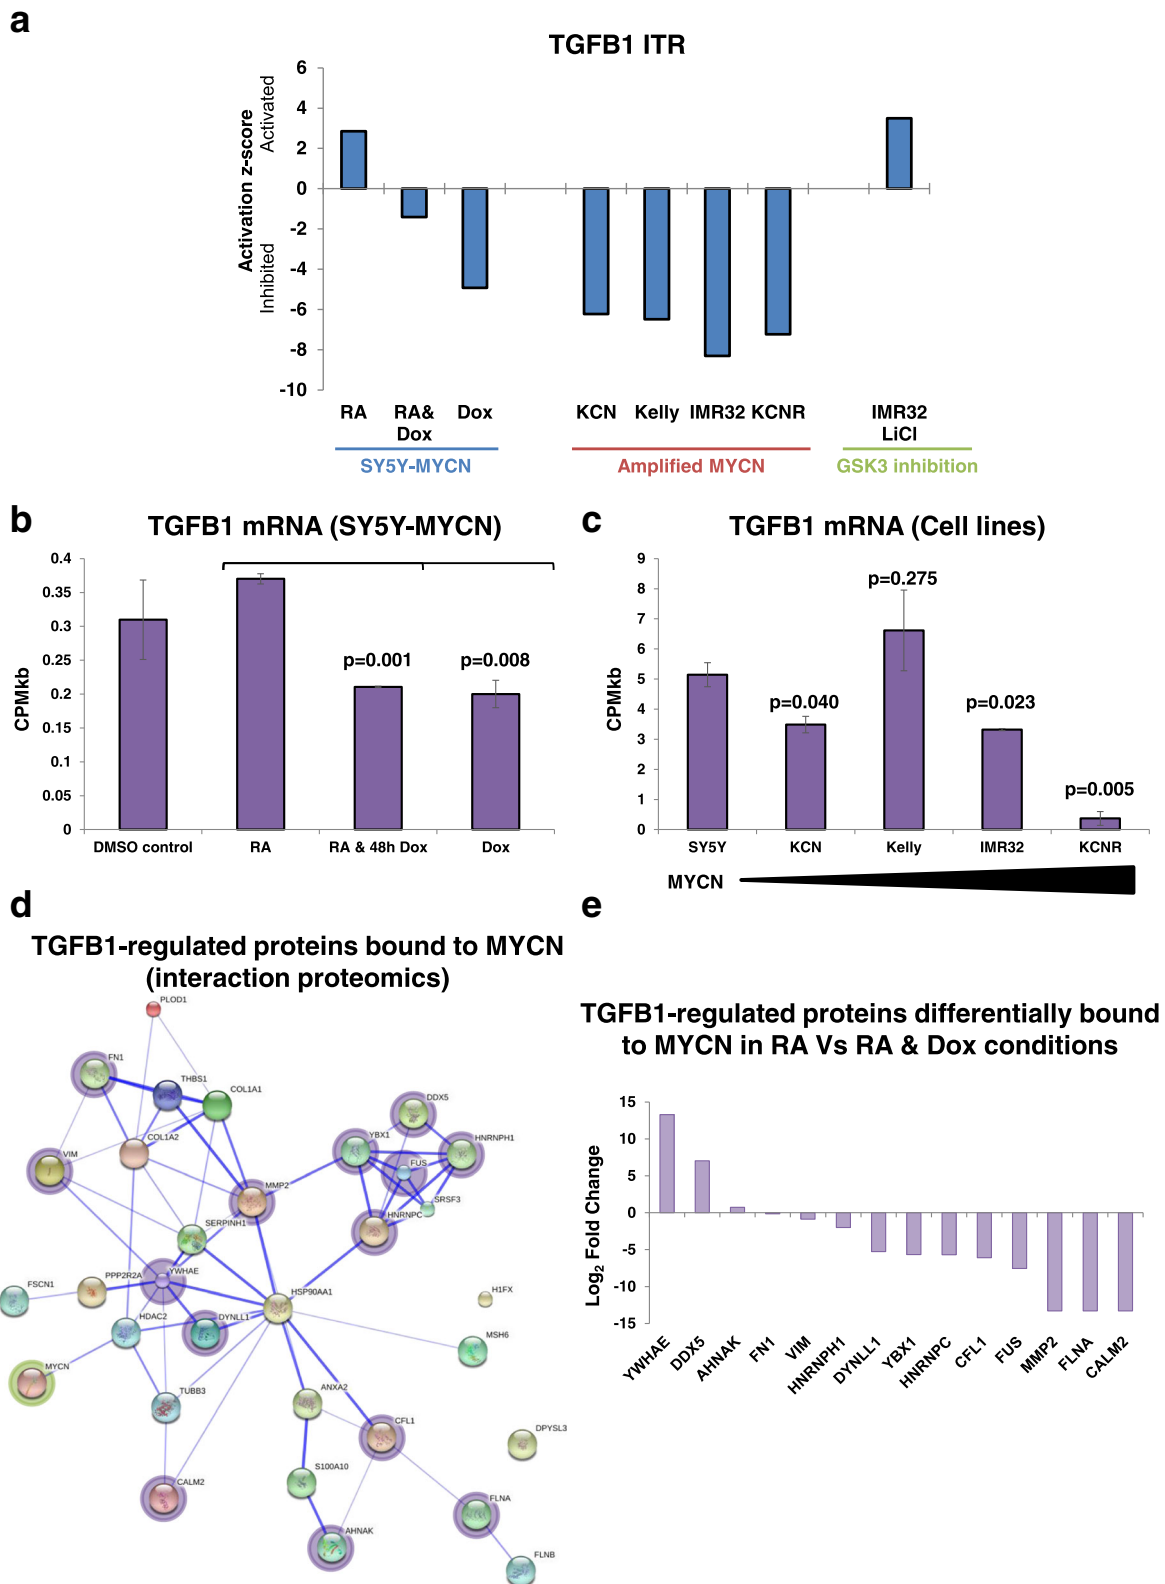 a
TGFB1 ITR
Activation z-score
Activated
Inhibited
6
4
2
0
-2
-4
-6
-8
-10
RA
RA&
Dox
Dox
KCN
Kelly
IMR32
KCNR
IMR32
LiCl
SY5Y-MYCN
Amplified MYCN
GSK3 inhibition
b
TGFB1 mRNA (SY5Y-MYCN)
CPMkb
0.4
0.35
0.3
0.25
0.2
0.15
0.1
0.05
0
p=0.001
p=0.008
DMSO control
RA
RA & 48h Dox
Dox
c
TGFB1 mRNA (Cell lines)
CPMkb
9
8
7
6
5
4
3
2
1
0
p=0.040
p=0.275
p=0.023
p=0.005
SY5Y
KCN
Kelly
IMR32
KCNR
MYCN
d
TGFB1-regulated proteins bound to MYCN
(interaction proteomics)
PLOD1
FN1
THBS1
COL1A1
DDX5
COL1A2
YBX1
HNRNPH1
VIM
FUS
MMP2
SRSF3
HNRNPC
SERPINH1
YWHAE
PPP2R2A
FSCN1
HSP90AA1
H1FX
HDAC2
DYNLL1
MSH6
MYCN
TUBB3
ANXA2
CFL1
DPYSL3
S100A10
CALM2
FLNA
AHNAK
FLNB
e
TGFB1-regulated proteins differentially bound
to MYCN in RA Vs RA & Dox conditions
Log2 Fold Change
15
10
5
0
-5
-10
-15
YWHAE
DDX5
AHNAK
FN1
VIM
HNRNPH1
DYNLL1
YBX1
HNRNPC
CFL1
FUS
MMP2
FLNA
CALM2